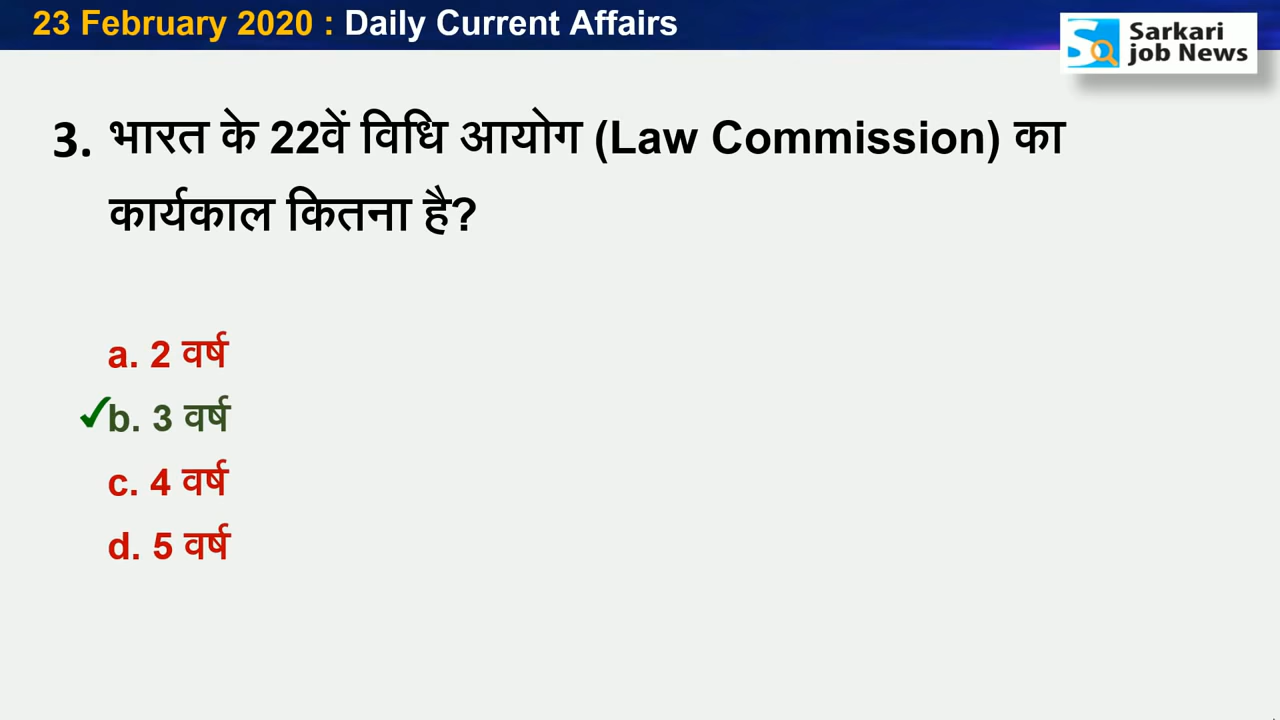 23 February 2020 : Daily Current Affairs
Sarkari
job News
3. भारत के 22वें विधि आयोग (Law Commission) का
कार्यकाल कितना है?
a. 2 वर्ष
✓b. 3 वर्ष
c. 4 वर्ष
d. 5 वर्ष